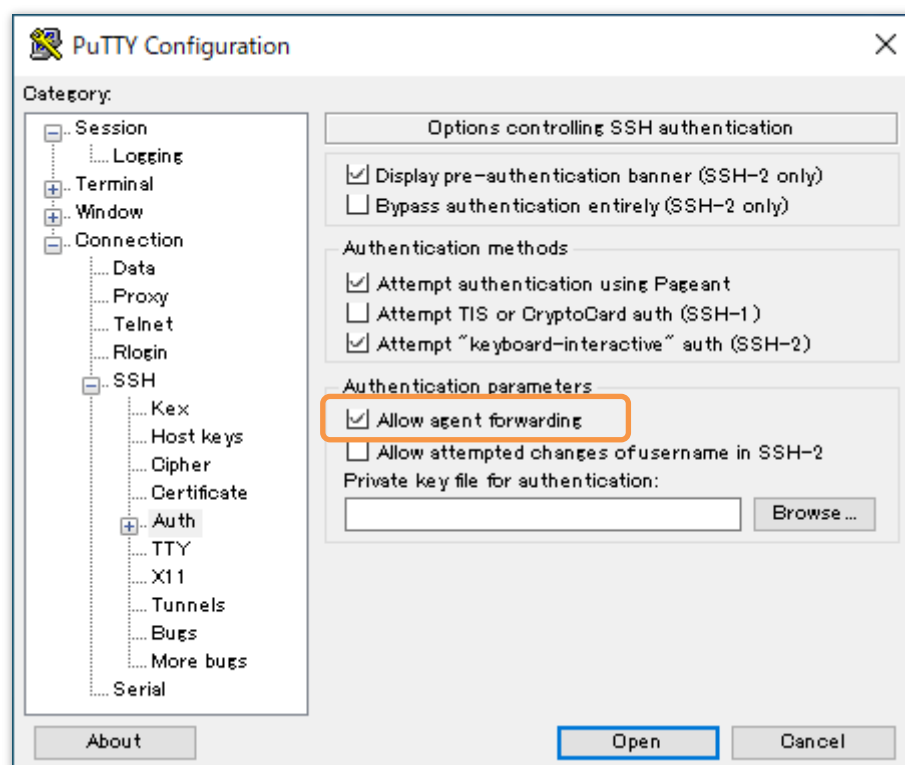 PuTTY Configuration
Category:
Session
Logging
Terminal
Window
Connection
Data
Proxy
Telnet
Rlogin
SSH
Kex
Host keys
Cipher
Certificate
Auth
TTY
X11
Tunnels
Bugs
More bugs
Serial
Options controlling SSH authentication
Display pre-authentication banner (SSH-2 only)
Bypass authentication entirely (SSH-2 only)
Authentication methods
Attempt authentication using Pageant
Attempt TIS or CryptoCard auth (SSH-1)
Attempt "keyboard-interactive" auth (SSH-2)
Authentication parameters
Allow agent forwarding
Allow attempted changes of username in SSH-2
Private key file for authentication:
Browse...
About
Open
Cancel